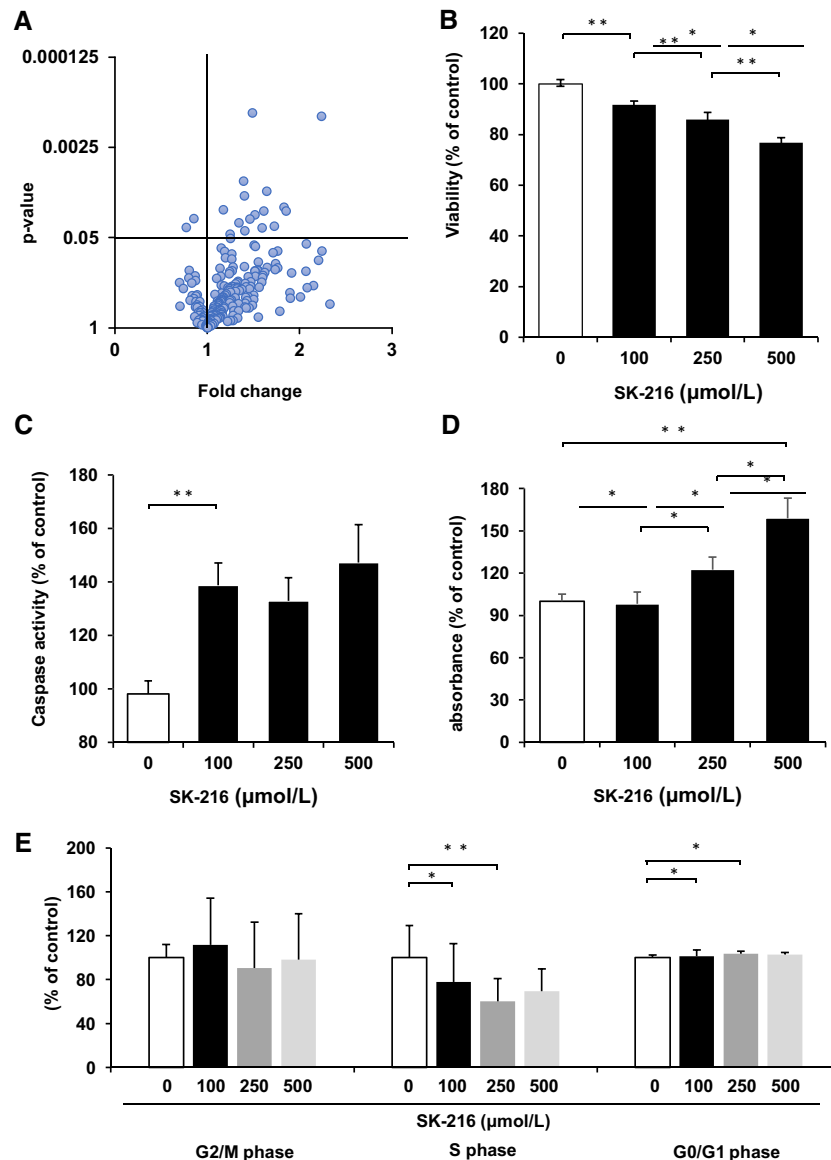 A
0.000125
0.0025
0.05
1
p-value
0
1
2
3
Fold change
B
120
100
80
60
40
20
0
Viability (% of control)
** ** * * **
0 100 250 500
SK-216 (μmol/L)
C
180
160
140
120
100
80
Caspase activity (% of control)
**
0 100 250 500
SK-216 (μmol/L)
D
180
150
120
90
60
30
0
absorbance (% of control)
**
* * * * *
0 100 250 500
SK-216 (μmol/L)
E
200
160
120
80
40
0
(% of control)
* ** * *
0 100 250 500 0 100 250 500 0 100 250 500
SK-216 (μmol/L)
G2/M phase S phase G0/G1 phase